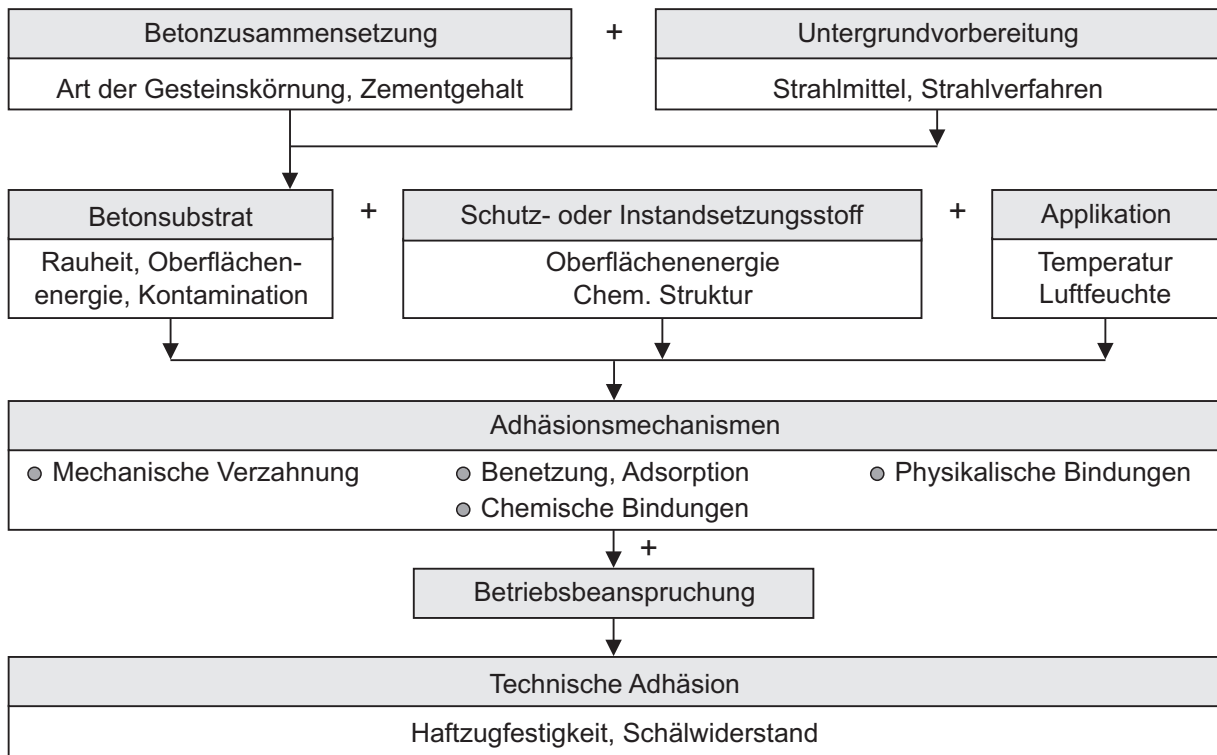 Betonzusammensetzung
+
Untergrundvorbereitung
Art der Gesteinskörnung, Zementgehalt
Strahlmittel, Strahlverfahren
Betonsubstrat
+
Schutz- oder Instandsetzungsstoff
+
Applikation
Rauheit, Oberflächen-
energie, Kontamination
Oberflächenenergie
Chem. Struktur
Temperatur
Luftfeuchte
Adhäsionsmechanismen
Mechanische Verzahnung
Benetzung, Adsorption
Physikalische Bindungen
Chemische Bindungen
+
Betriebsbeanspruchung
Technische Adhäsion
Haftzugfestigkeit, Schälwiderstand